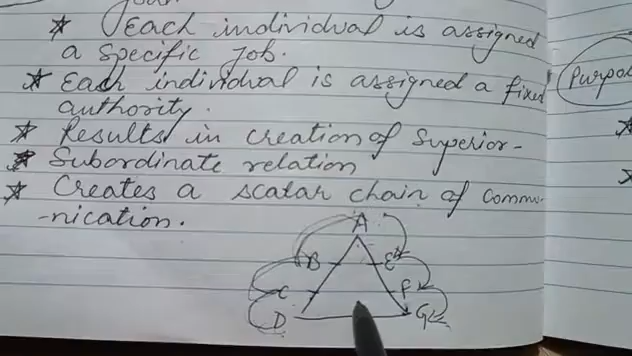 * Each individual is assigned
a specific job.
* Each individual is assigned a fixed
authority.
* Results in creation of Superior-
* Subordinate relation
* Creates a scalar chain of commu-
-nication.
A
B E
C F
D G